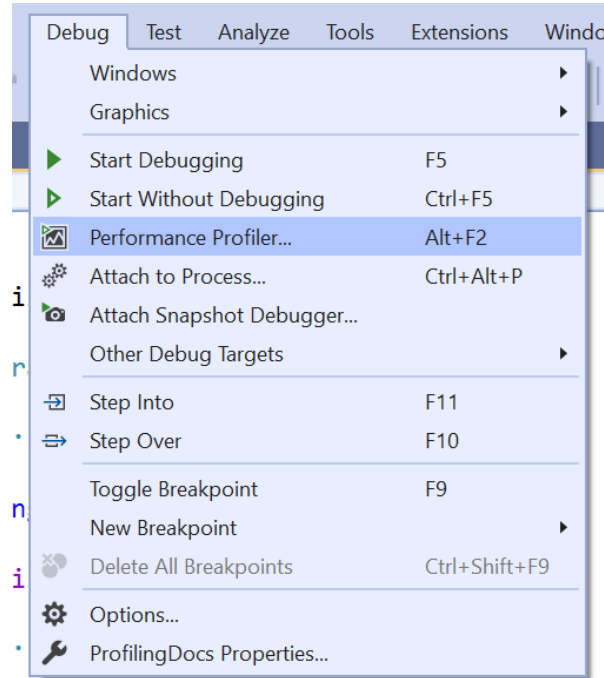 Debug Test Analyze Tools Extensions
Windows
Graphics
Start Debugging F5
Start Without Debugging Ctrl+F5
Performance Profiler... Alt+F2
Attach to Process... Ctrl+Alt+P
Attach Snapshot Debugger...
Other Debug Targets
Step Into F11
Step Over F10
Toggle Breakpoint F9
New Breakpoint
Delete All Breakpoints Ctrl+Shift+F9
Options...
ProfilingDocs Properties...